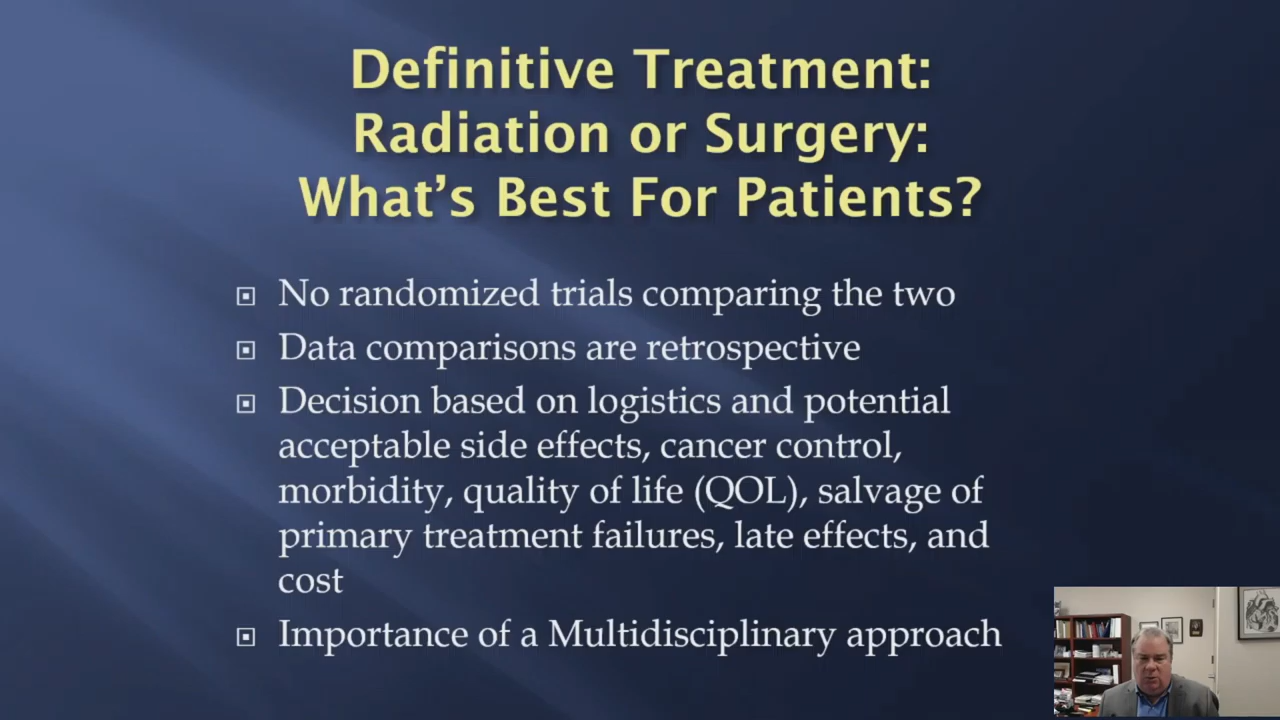 Definitive Treatment:
Radiation or Surgery:
What’s Best For Patients?
No randomized trials comparing the two
Data comparisons are retrospective
Decision based on logistics and potential
acceptable side effects, cancer control,
morbidity, quality of life (QOL), salvage of
primary treatment failures, late effects, and
cost
Importance of a Multidisciplinary approach